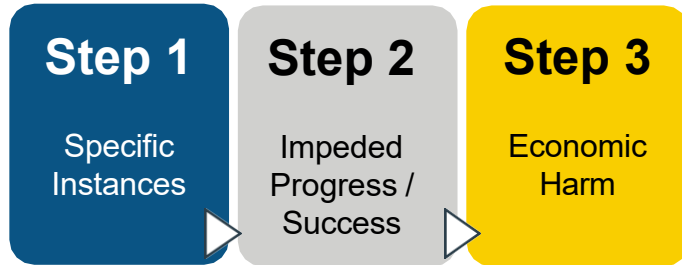 Step 1
Specific
Instances
Step 2
Impeded
Progress /
Success
Step 3
Economic
Harm